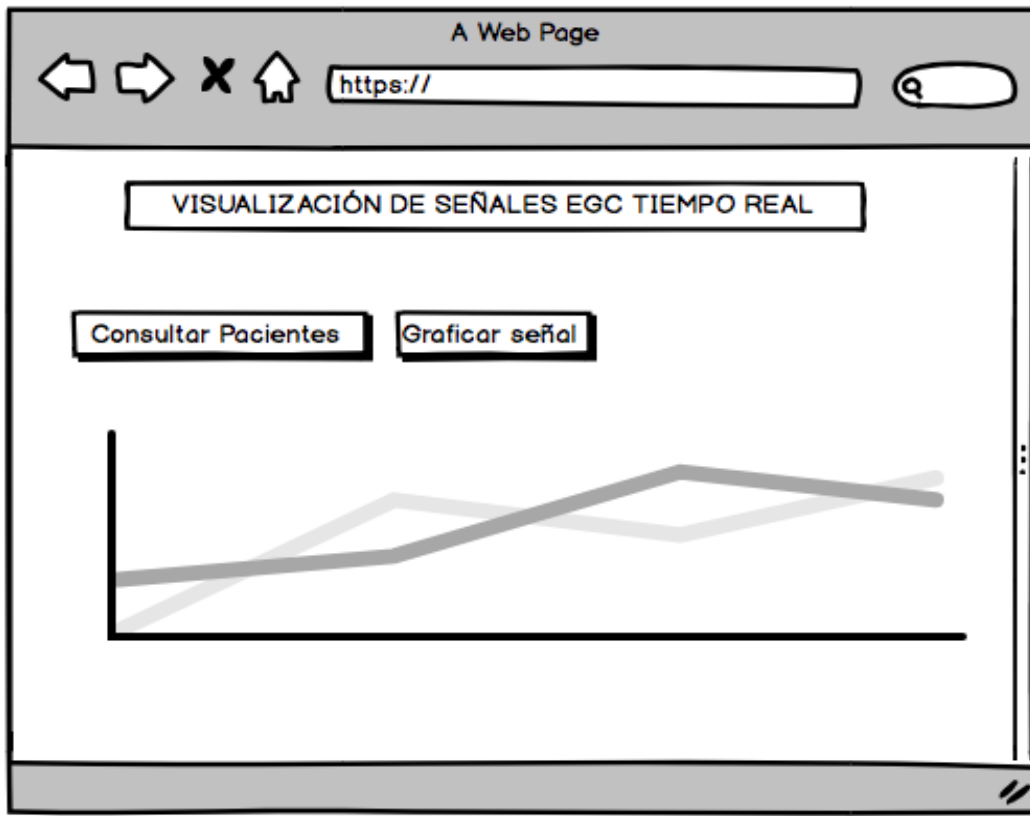 A Web Page
https://
VISUALIZACIÓN DE SEÑALES EGC TIEMPO REAL
Consultar Pacientes
Graficar señal